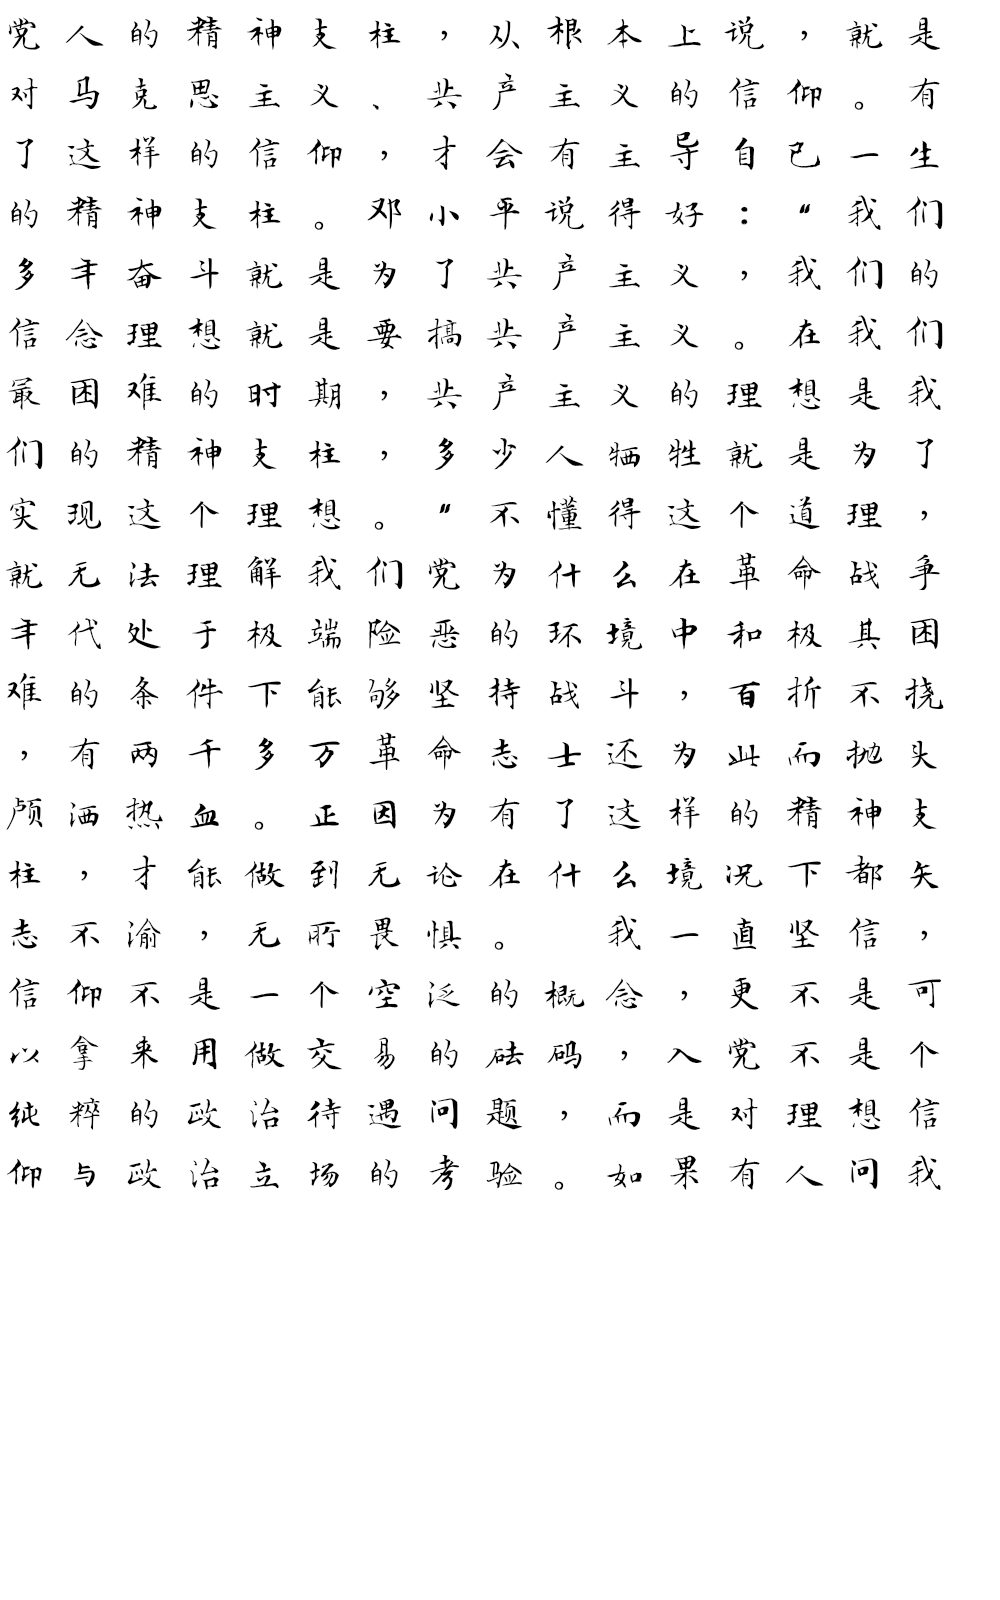 党人的精神支柱，从根本上说，就是
对马克思主义、共产主义的信仰。有
了这样的信仰，才会有主导自己一生
的精神支柱。邓小平说得好：“我们
多年奋斗就是为了共产主义，我们的
信念理想就是要搞共产主义。在我们
最困难的时期，共产主义的理想是我
们的精神支柱，多少人牺牲就是为了
实现这个理想。”不懂得这个道理，
就无法理解我们党为什么在革命战争
年代处于极端险恶的环境中和极其困
难的条件下能够坚持战斗，百折不挠
，有两千多万革命志士还为此而抛头
颅洒热血。正因为有了这样的精神支
柱，才能做到无论在什么境况下都矢
志不渝，无所畏惧。　我一直坚信，
信仰不是一个空泛的概念，更不是可
以拿来用做交易的砝码，入党不是个
纯粹的政治待遇问题，而是对理想信
仰与政治立场的考验。如果有人问我